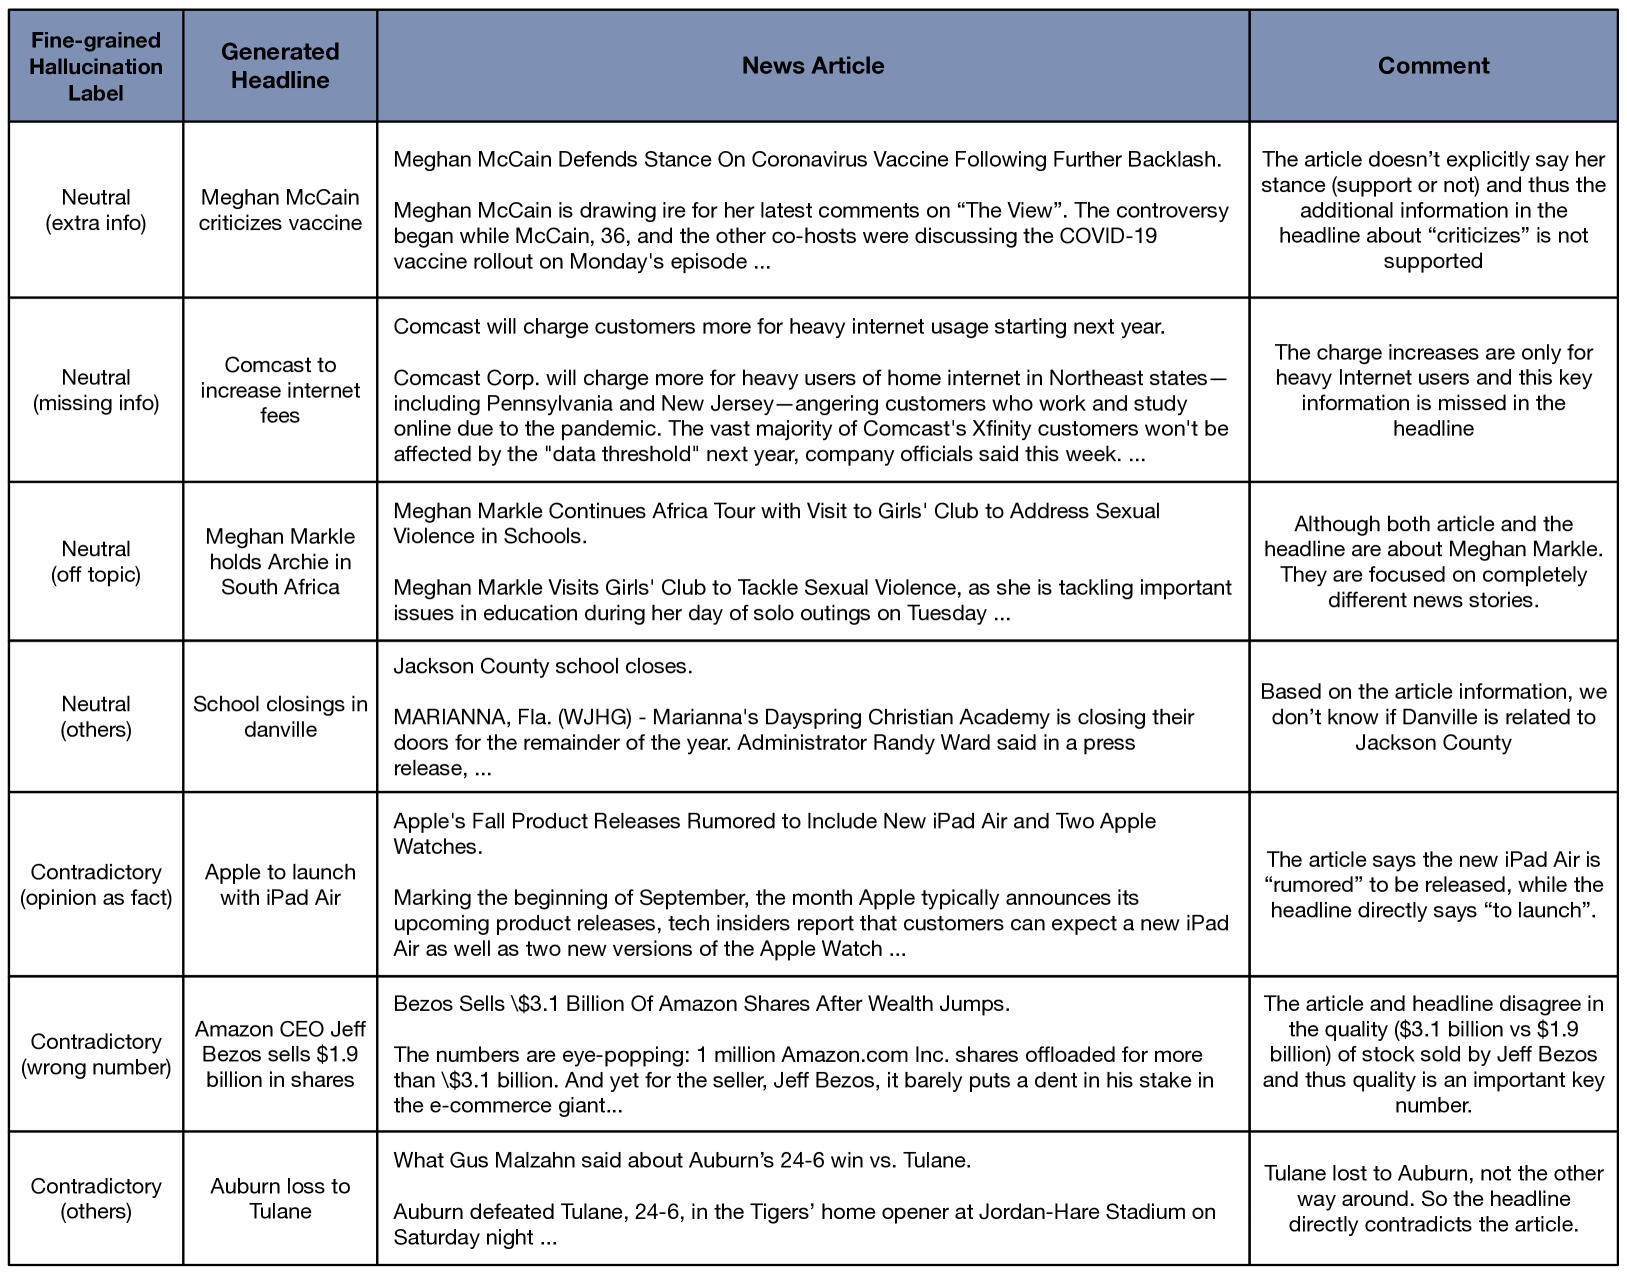 Fine-grained
Hallucination
Label
Generated
Headline
News Article
Comment
Neutral
(extra info)
Meghan McCain
criticizes vaccine
Meghan McCain Defends Stance On Coronavirus Vaccine Following Further Backlash.
Meghan McCain is drawing ire for her latest comments on “The View”. The controversy
began while McCain, 36, and the other co-hosts were discussing the COVID-19
vaccine rollout on Monday's episode ...
The article doesn’t explicitly say her
stance (support or not) and thus the
additional information in the
headline about “criticizes” is not
supported
Neutral
(missing info)
Comcast to
increase internet
fees
Comcast will charge customers more for heavy internet usage starting next year.
Comcast Corp. will charge more for heavy users of home internet in Northeast states—
including Pennsylvania and New Jersey—angering customers who work and study
online due to the pandemic. The vast majority of Comcast's Xfinity customers won't be
affected by the "data threshold" next year, company officials said this week. ...
The charge increases are only for
heavy Internet users and this key
information is missed in the
headline
Neutral
(off topic)
Meghan Markle
holds Archie in
South Africa
Meghan Markle Continues Africa Tour with Visit to Girls' Club to Address Sexual
Violence in Schools.
Meghan Markle Visits Girls' Club to Tackle Sexual Violence, as she is tackling important
issues in education during her day of solo outings on Tuesday ...
Although both article and the
headline are about Meghan Markle.
They are focused on completely
different news stories.
Neutral
(others)
School closings in
danville
Jackson County school closes.
MARIANNA, Fla. (WJHG) - Marianna's Dayspring Christian Academy is closing their
doors for the remainder of the year. Administrator Randy Ward said in a press
release, ...
Based on the article information, we
don’t know if Danville is related to
Jackson County
Contradictory
(opinion as fact)
Apple to launch
with iPad Air
Apple's Fall Product Releases Rumored to Include New iPad Air and Two Apple
Watches.
Marking the beginning of September, the month Apple typically announces its
upcoming product releases, tech insiders report that customers can expect a new iPad
Air as well as two new versions of the Apple Watch ...
The article says the new iPad Air is
“rumored” to be released, while the
headline directly says “to launch”.
Contradictory
(wrong number)
Amazon CEO Jeff
Bezos sells $1.9
billion in shares
Bezos Sells \$3.1 Billion Of Amazon Shares After Wealth Jumps.
The numbers are eye-popping: 1 million Amazon.com Inc. shares offloaded for more
than \$3.1 billion. And yet for the seller, Jeff Bezos, it barely puts a dent in his stake in
the e-commerce giant...
The article and headline disagree in
the quality ($3.1 billion vs $1.9
billion) of stock sold by Jeff Bezos
and thus quality is an important key
number.
Contradictory
(others)
Auburn loss to
Tulane
What Gus Malzahn said about Auburn’s 24-6 win vs. Tulane.
Auburn defeated Tulane, 24-6, in the Tigers’ home opener at Jordan-Hare Stadium on
Saturday night ...
Tulane lost to Auburn, not the other
way around. So the headline
directly contradicts the article.